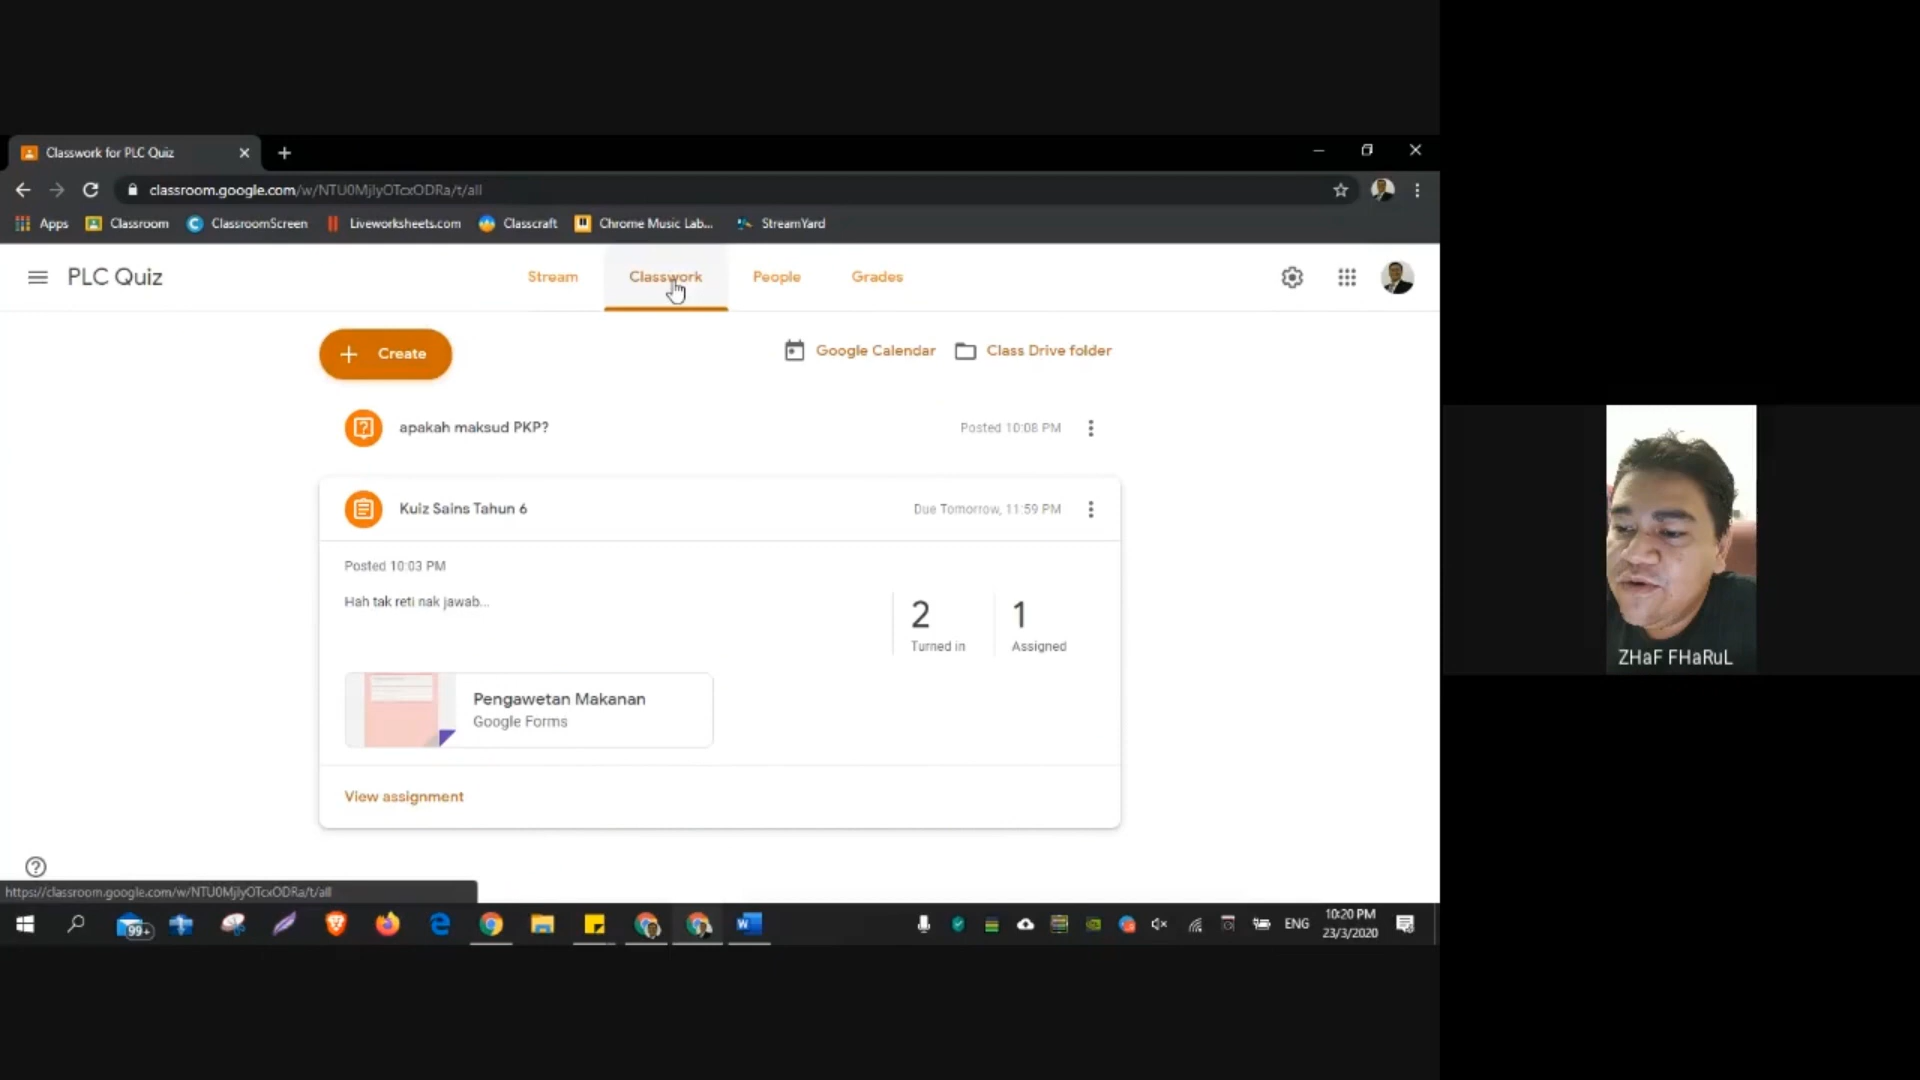 Classwork for PLC Quiz
classroom.google.com/w/NTU0MjIyOTcxODRa/t/all
Apps Classroom ClassroomScreen Liveworksheets.com Classcraft Chrome Music Lab... StreamYard
PLC Quiz Stream Classwork People Grades
Create Google Calendar Class Drive folder
apakah maksud PKP? Posted 10:08 PM
Kuiz Sains Tahun 6 Due Tomorrow, 11:59 PM
Posted 10:03 PM
Hah tak reti nak jawab...
2 1
Turned in Assigned
Pengawetan Makanan
Google Forms
View assignment
ZHaF FHaRuL
https://classroom.google.com/w/NTU0MjIyOTcxODRa/t/all
99+ ENG 10:20 PM
23/3/2020